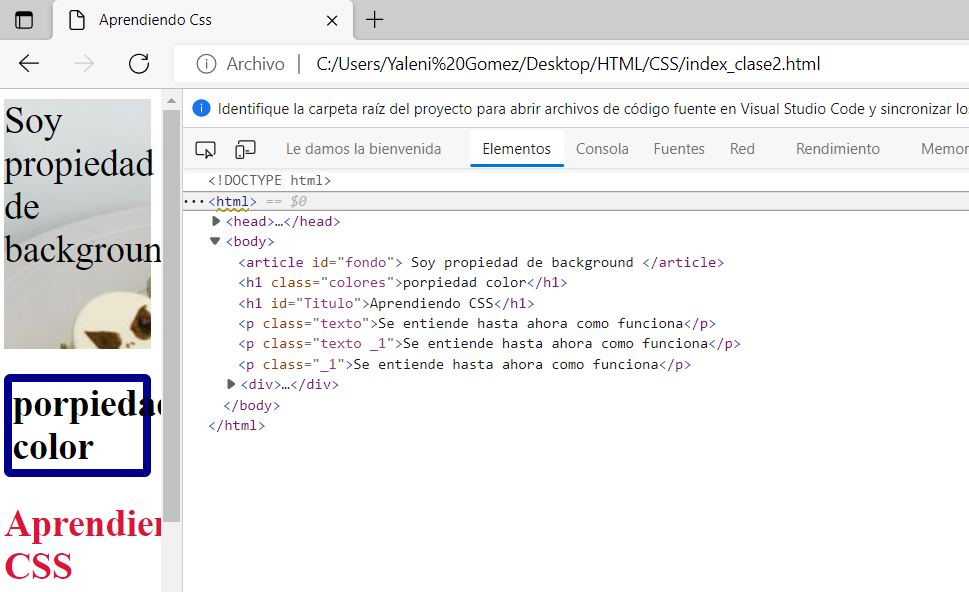 Aprendiendo Css
Archivo | C:/Users/Yaleni%20Gomez/Desktop/HTML/CSS/index_clase2.html
Identifique la carpeta raíz del proyecto para abrir archivos de código fuente en Visual Studio Code y sincronizar los
Le damos la bienvenida Elementos Consola Fuentes Red Rendimiento Memor
Soy
propiedad
de
backgroun
porpiedad
color
Aprendien
CSS
<!DOCTYPE html>
···<html> == $0
<head>…</head>
<body>
<article id="fondo"> Soy propiedad de background </article>
<h1 class="colores">porpiedad color</h1>
<h1 id="Titulo">Aprendiendo CSS</h1>
<p class="texto">Se entiende hasta ahora como funciona</p>
<p class="texto _1">Se entiende hasta ahora como funciona</p>
<p class="_1">Se entiende hasta ahora como funciona</p>
<div>…</div>
</body>
</html>